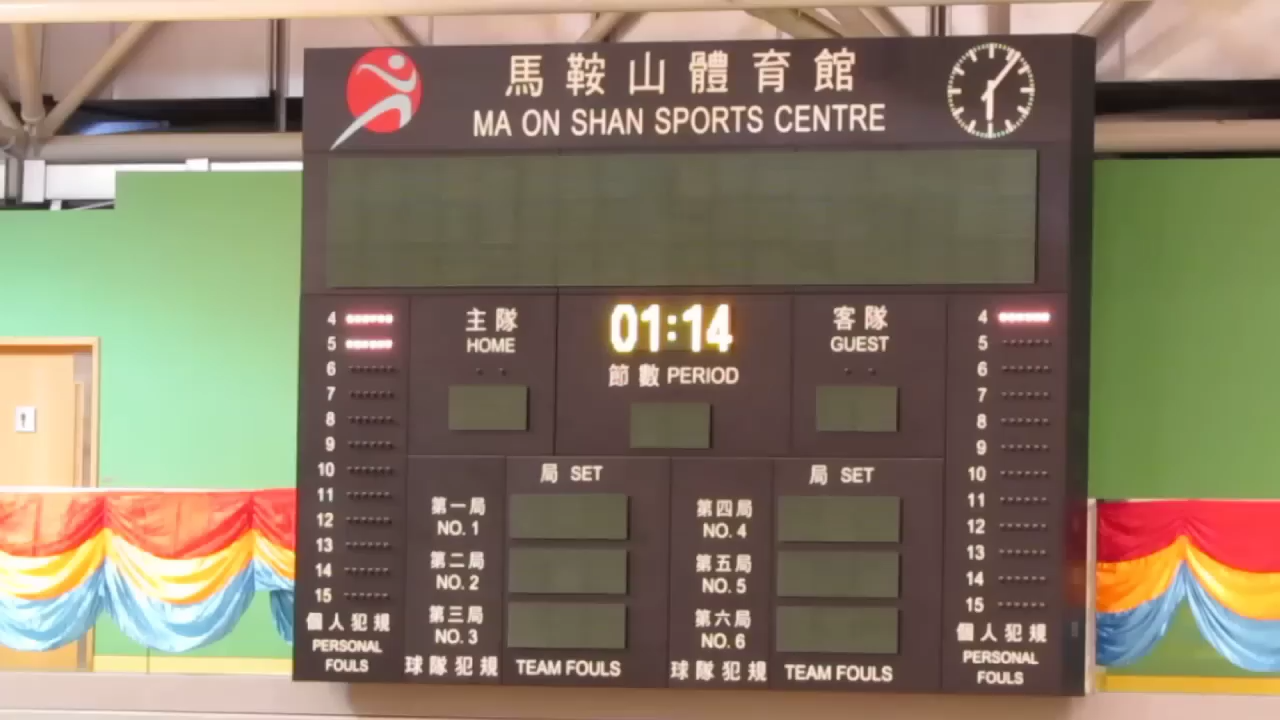 馬鞍山體育館
MA ON SHAN SPORTS CENTRE
主隊
HOME
01:14
節數 PERIOD
客隊
GUEST
4
5
6
7
8
9
10
11
12
13
14
15
個人犯規
PERSONAL
FOULS
局 SET
第一局
NO. 1
第二局
NO. 2
第三局
NO. 3
球隊犯規 TEAM FOULS
局 SET
第四局
NO. 4
第五局
NO. 5
第六局
NO. 6
球隊犯規 TEAM FOULS
4
5
6
7
8
9
10
11
12
13
14
15
個人犯規
PERSONAL
FOULS